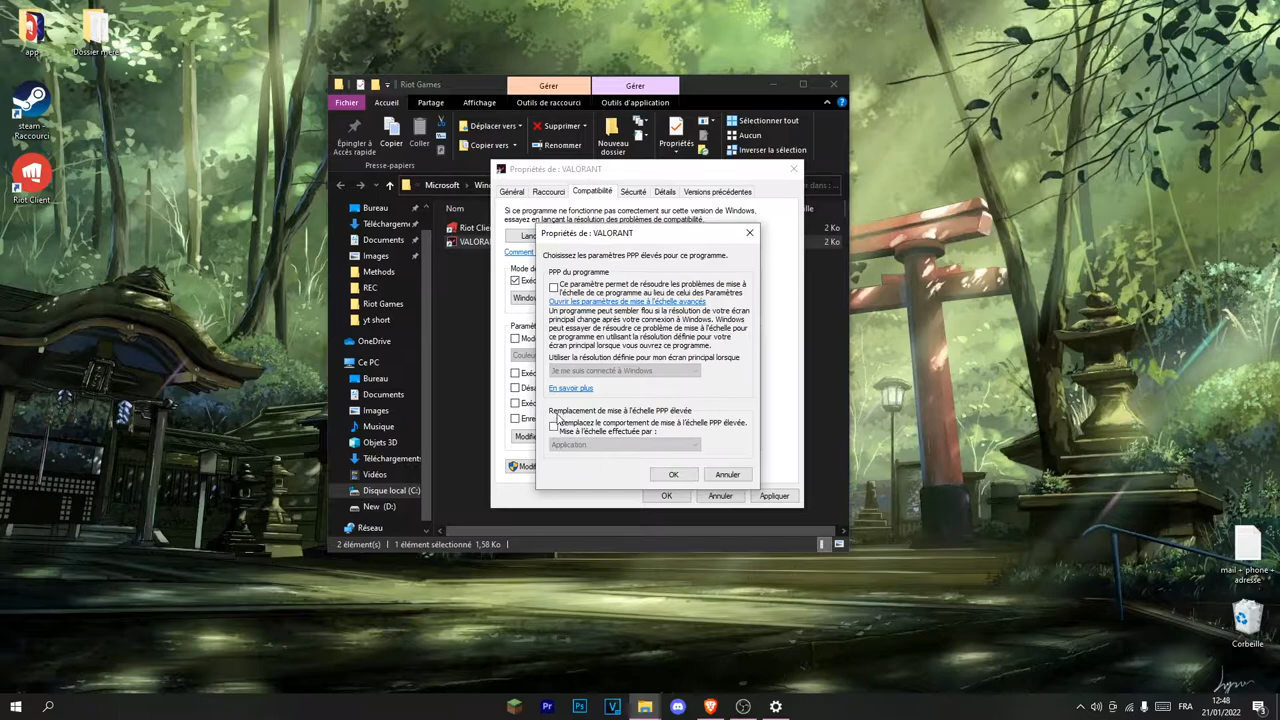 app
Dossier mère
steam - Raccourci
Riot Client
Riot Games
Gérer
Gérer
Fichier
Accueil
Partage
Affichage
Outils de raccourci
Outils d'application
Épingler à
Accès rapide
Copier
Coller
Déplacer vers
Copier vers
Supprimer
Renommer
Nouveau
dossier
Propriétés
Sélectionner tout
Aucun
Inverser la sélection
Presse-papiers
Microsoft
dans : ...
Bureau
Téléchargeme
Documents
Images
Methods
REC
Riot Games
yt short
OneDrive
Ce PC
Bureau
Documents
Images
Musique
Objets 3D
Téléchargements
Vidéos
Disque local (C:)
New (D:)
Réseau
Nom
Riot Clie
VALORA
2 Ko
2 Ko
2 élément(s)
1 élément sélectionné 1,58 Ko
Propriétés de : VALORANT
Général
Raccourci
Compatibilité
Sécurité
Détails
Versions précédentes
Si ce programme ne fonctionne pas correctement sur cette version de Windows,
essayez en lançant la résolution des problèmes de compatibilité.
Comment
OK
Annuler
Appliquer
Propriétés de : VALORANT
Choisissez les paramètres PPP élevés pour ce programme.
PPP du programme
Ce paramètre permet de résoudre les problèmes de mise à
l'échelle de ce programme au lieu de celui des Paramètres
Ouvrir les paramètres de mise à l'échelle avancés
Un programme peut sembler flou si la résolution de votre écran
principal change après votre connexion à Windows. Windows
peut essayer de résoudre ce problème de mise à l'échelle pour
ce programme en utilisant la résolution définie pour votre
écran principal lorsque vous ouvrez ce programme.
Utiliser la résolution définie pour mon écran principal lorsque
Je me suis connecté à Windows
En savoir plus
Remplacement de mise à l'échelle PPP élevée
Remplacez le comportement de mise à l'échelle PPP élevée.
Mise à l'échelle effectuée par :
Application
OK
Annuler
mail + phone +
adresse
Corbeille
FRA
12:48
21/01/2022